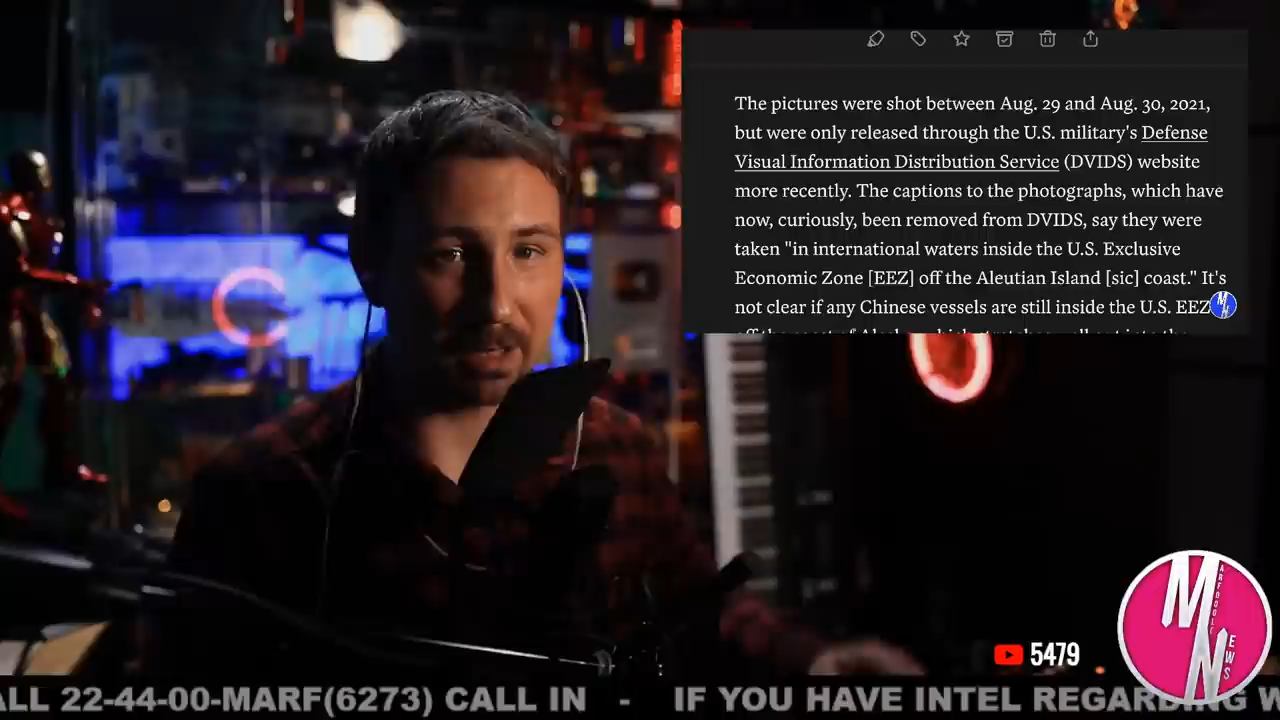 The pictures were shot between Aug. 29 and Aug. 30, 2021,
but were only released through the U.S. military's Defense
Visual Information Distribution Service (DVIDS) website
more recently. The captions to the photographs, which have
now, curiously, been removed from DVIDS, say they were
taken "in international waters inside the U.S. Exclusive
Economic Zone [EEZ] off the Aleutian Island [sic] coast." It's
not clear if any Chinese vessels are still inside the U.S. EEZ
MARFOOGLE NEWS
5479
ALL 22-44-00-MARF(6273) CALL IN - IF YOU HAVE INTEL REGARDING W